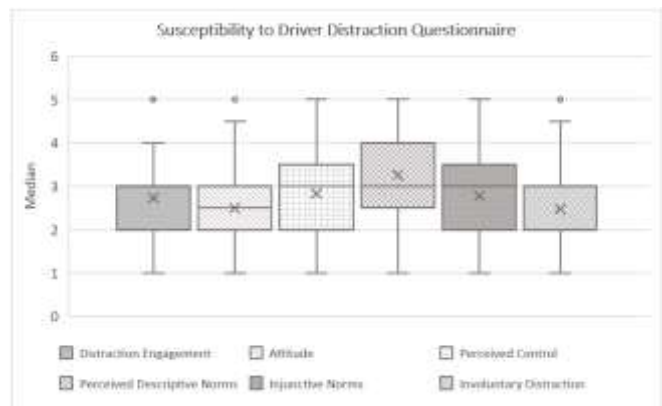 Susceptibility to Driver Distraction Questionnaire
6
5
4
3
2
1
0
Median
Distraction Engagement
Attitude
Perceived Control
Perceived Descriptive Norms
Injunctive Norms
Involuntary Distraction